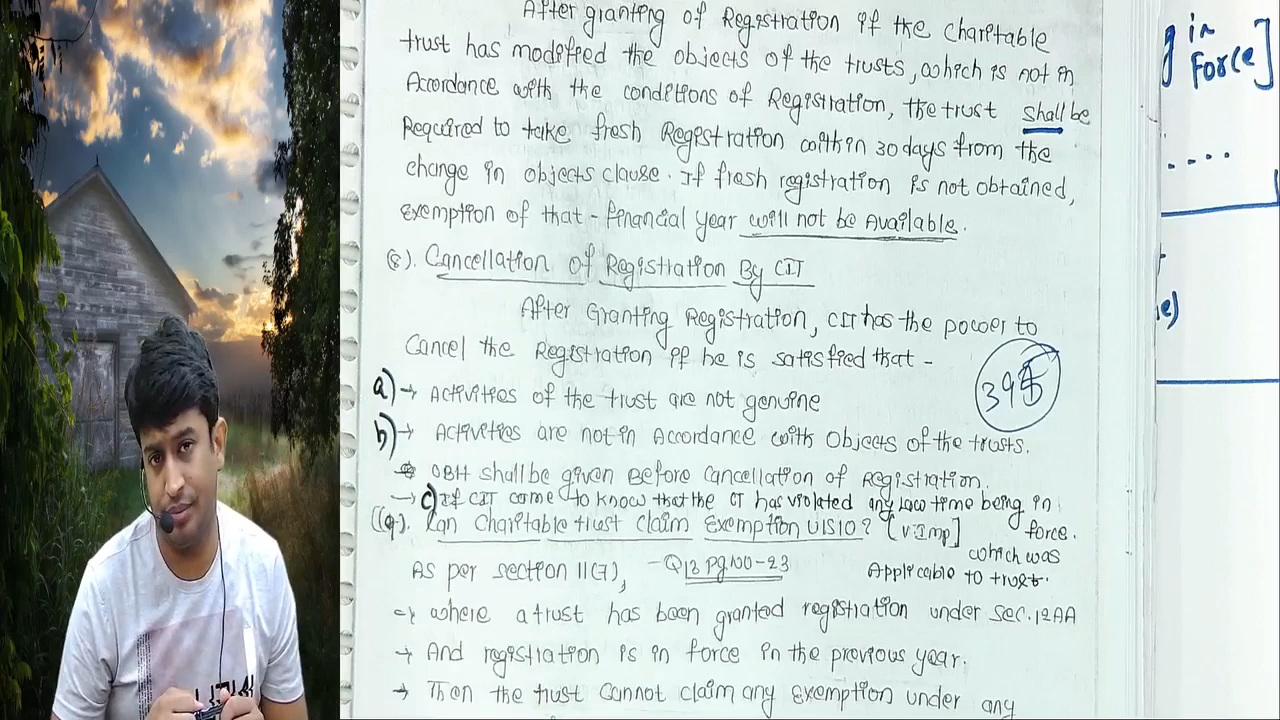 After granting of Registration if the charitable
trust has modified the objects of the trusts, which is not in
Accordance with the conditions of Registration, the trust shall be
Required to take fresh Registration within 30 days from the
change in objects clause. If fresh registration is not obtained,
exemption of that financial year will not be Available.
(8). Cancellation of Registration By CIT
After Granting Registration, CIT has the power to
Cancel the Registration if he is satisfied that -
395
a) → Activities of the trust are not genuine
b) → Activities are not in Accordance with Objects of the trusts.
OBH shall be given Before cancellation of registration.
→ c) If CIT come to know that the CT has violated any law time being in
force.
(9). Can Charitable trust Claim Exemption U/S 10? [V.Imp]
which was
Applicable to trust.
As per section 11(7), - Q13 Pg NO-23
→ where a trust has been granted registration under sec.12AA
→ And registration is in force in the previous year.
→ Then the trust cannot claim any exemption under any
in
Force]
....